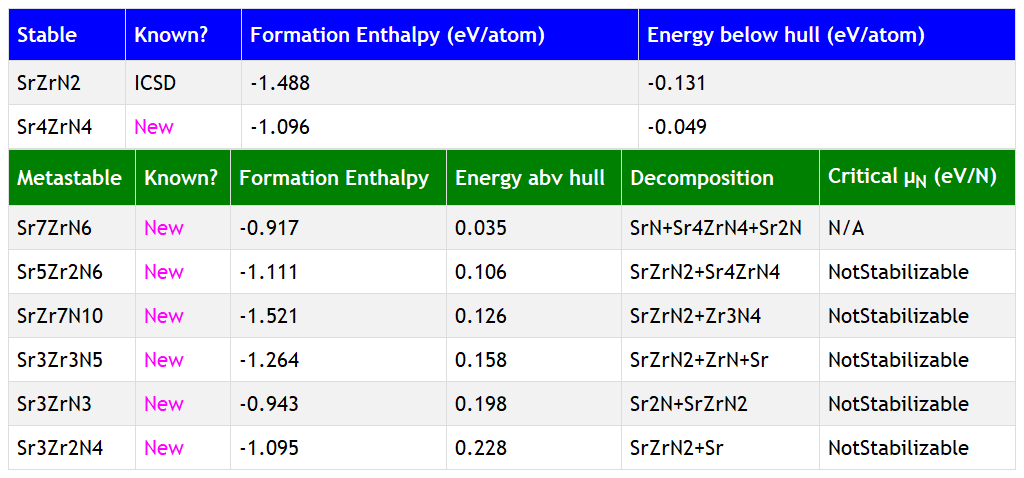 Stable Known? Formation Enthalpy (eV/atom) Energy below hull (eV/atom)
SrZrN2 ICSD -1.488 -0.131
Sr4ZrN4 New -1.096 -0.049
Metastable Known? Formation Enthalpy Energy abv hull Decomposition Critical μN (eV/N)
Sr7ZrN6 New -0.917 0.035 SrN+Sr4ZrN4+Sr2N N/A
Sr5Zr2N6 New -1.111 0.106 SrZrN2+Sr4ZrN4 NotStabilizable
SrZr7N10 New -1.521 0.126 SrZrN2+Zr3N4 NotStabilizable
Sr3Zr3N5 New -1.264 0.158 SrZrN2+ZrN+Sr NotStabilizable
Sr3ZrN3 New -0.943 0.198 Sr2N+SrZrN2 NotStabilizable
Sr3Zr2N4 New -1.095 0.228 SrZrN2+Sr NotStabilizable